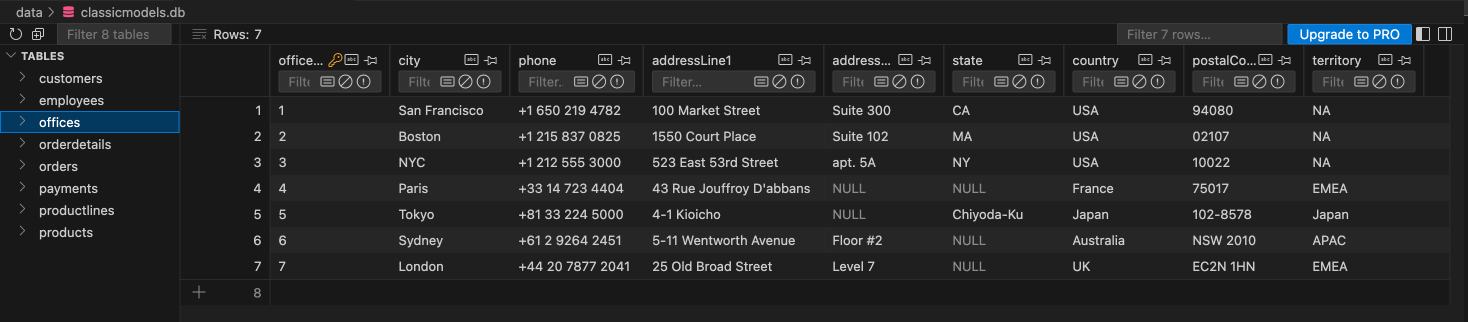 data > classicmodels.db
Filter 8 tables Rows: 7 Filter 7 rows... Upgrade to PRO
TABLES
customers
employees
offices
orderdetails
orders
payments
productlines
products
office... city phone addressLine1 address... state country postalCo... territory
Filte Filte Filter... Filter... Filte Filte Filte Filte Filte
1 1 San Francisco +1 650 219 4782 100 Market Street Suite 300 CA USA 94080 NA
2 2 Boston +1 215 837 0825 1550 Court Place Suite 102 MA USA 02107 NA
3 3 NYC +1 212 555 3000 523 East 53rd Street apt. 5A NY USA 10022 NA
4 4 Paris +33 14 723 4404 43 Rue Jouffroy D'abbans NULL NULL France 75017 EMEA
5 5 Tokyo +81 33 224 5000 4-1 Kioicho NULL Chiyoda-Ku Japan 102-8578 Japan
6 6 Sydney +61 2 9264 2451 5-11 Wentworth Avenue Floor #2 NULL Australia NSW 2010 APAC
7 7 London +44 20 7877 2041 25 Old Broad Street Level 7 NULL UK EC2N 1HN EMEA
8